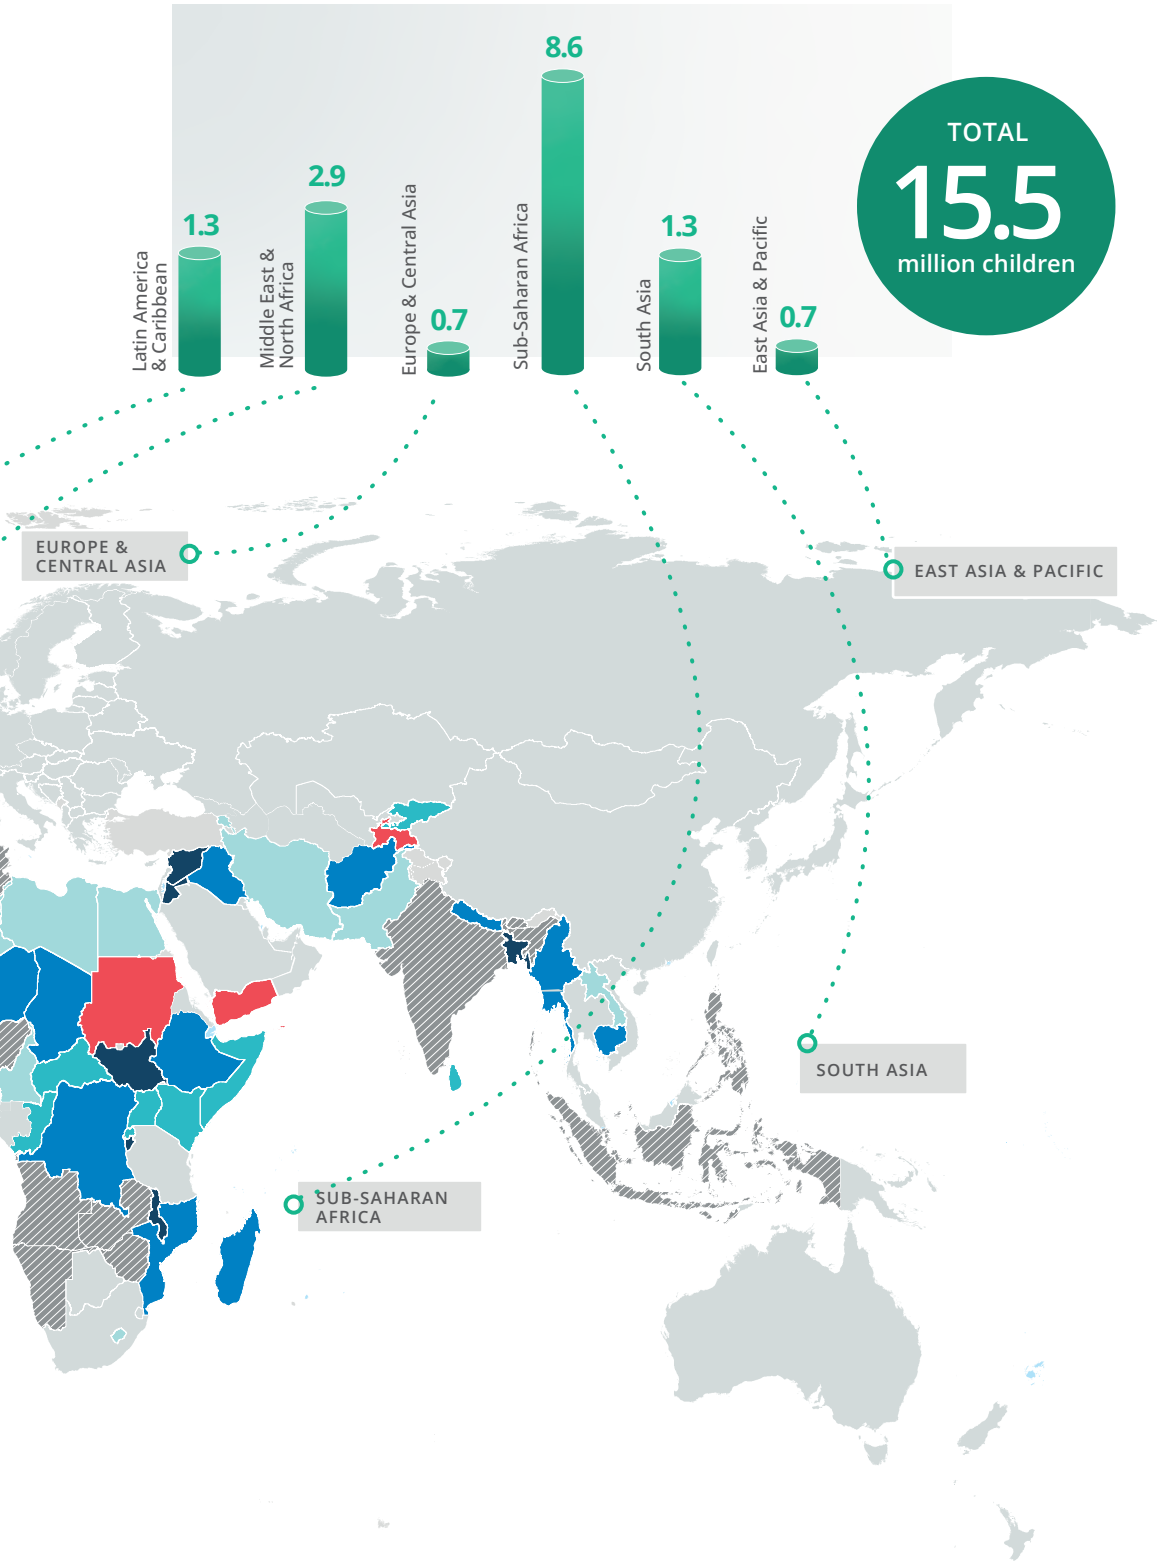 8.6
TOTAL
15.5
million children
2.9
1.3
1.3
0.7
0.7
Latin America
& Caribbean
Middle East &
North Africa
Europe & Central Asia
Sub-Saharan Africa
South Asia
East Asia & Pacific
EUROPE &
CENTRAL ASIA
EAST ASIA & PACIFIC
SOUTH ASIA
SUB-SAHARAN
AFRICA